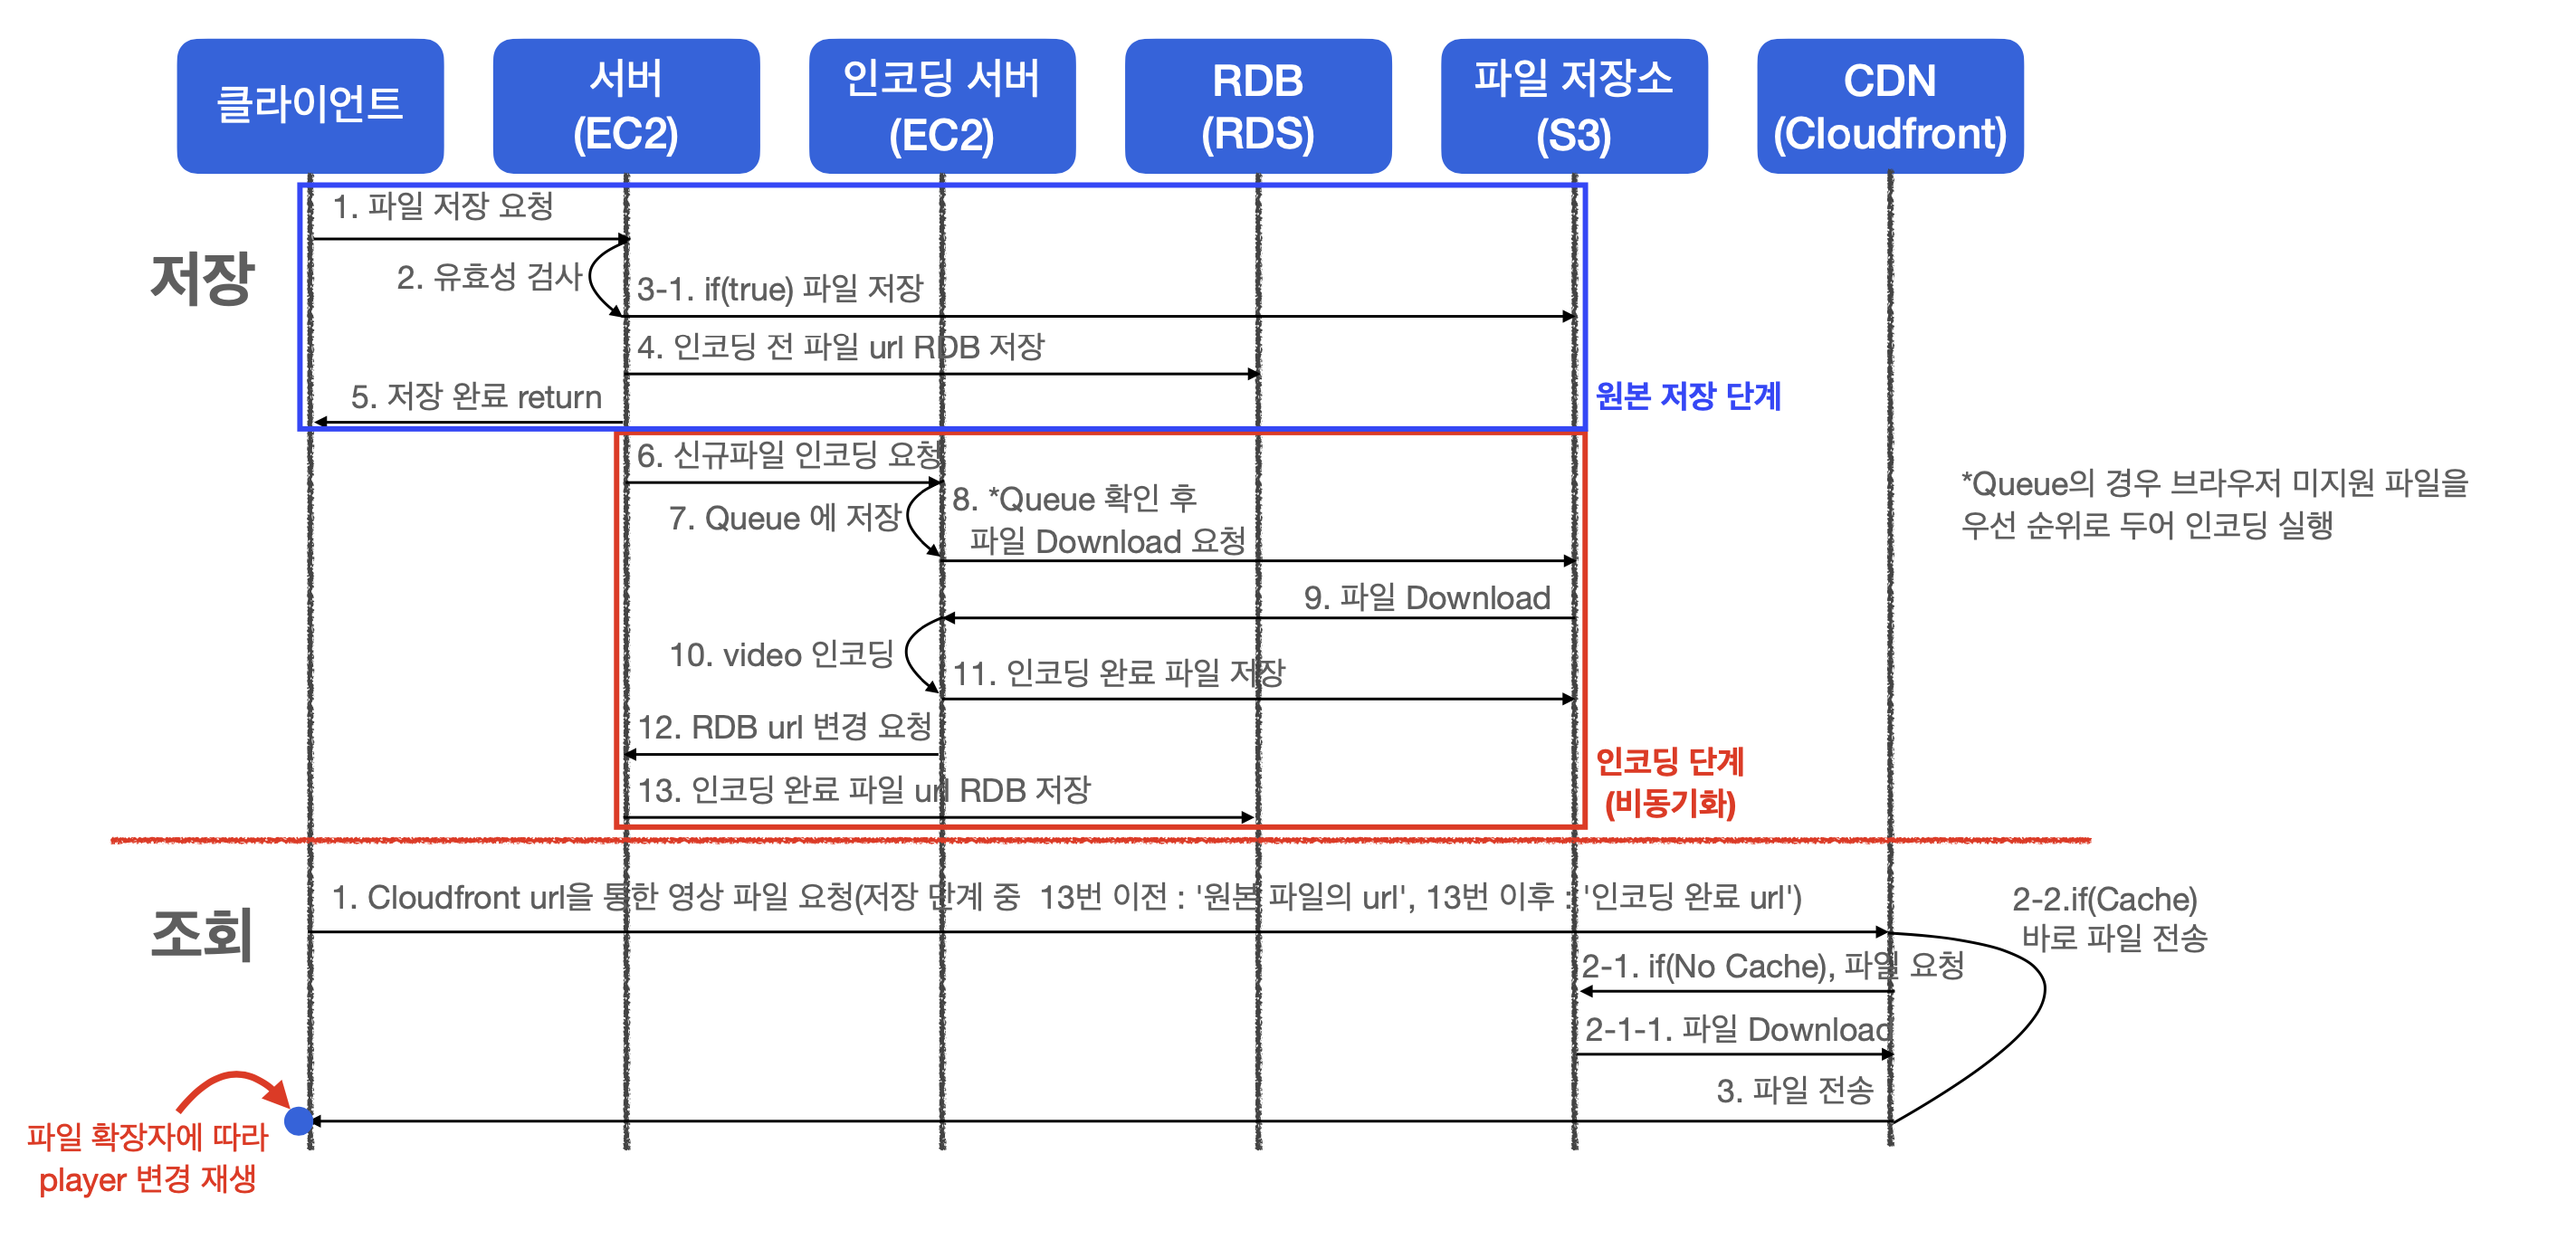 클라이언트
서버
(EC2)
인코딩 서버
(EC2)
RDB
(RDS)
파일 저장소
(S3)
CDN
(Cloudfront)
저장
1. 파일 저장 요청
2. 유효성 검사
3-1. if(true) 파일 저장
4. 인코딩 전 파일 url RDB 저장
5. 저장 완료 return
원본 저장 단계
6. 신규파일 인코딩 요청
7. Queue 에 저장
8. *Queue 확인 후
파일 Download 요청
*Queue의 경우 브라우저 미지원 파일을
우선 순위로 두어 인코딩 실행
9. 파일 Download
10. video 인코딩
11. 인코딩 완료 파일 저장
12. RDB url 변경 요청
13. 인코딩 완료 파일 url RDB 저장
인코딩 단계
(비동기화)
조회
1. Cloudfront url을 통한 영상 파일 요청(저장 단계 중 13번 이전 : '원본 파일의 url', 13번 이후 : '인코딩 완료 url')
2-2.if(Cache)
바로 파일 전송
2-1. if(No Cache), 파일 요청
2-1-1. 파일 Download
3. 파일 전송
파일 확장자에 따라
player 변경 재생